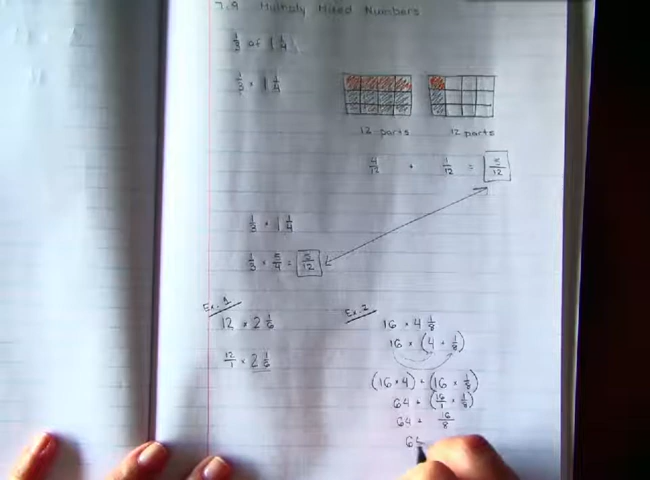 7.9 Multiply Mixed Numbers
1/3 of 1 1/4
1/3 × 1 1/4
12 parts 12 parts
4/12 + 1/12 = 5/12
1/3 × 1 1/4
1/3 × 5/4 = 5/12
Ex. 1
12 × 2 1/6
12/1 × 2 1/6
Ex. 2
16 × 4 1/8
16 × (4 + 1/8)
(16 × 4) + (16 × 1/8)
64 + (16/1 × 1/8)
64 + 16/8
64